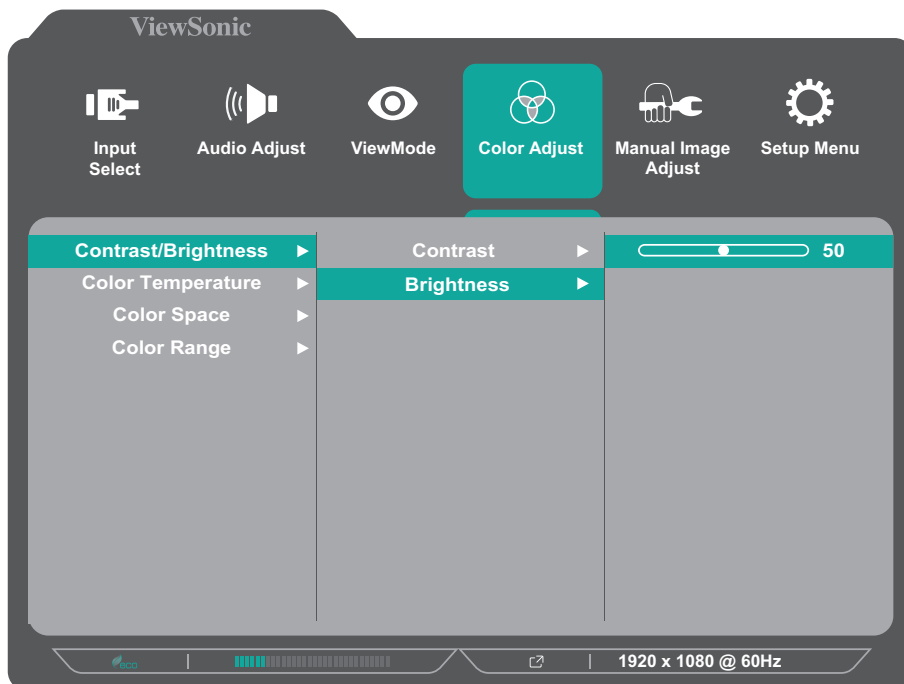 ViewSonic
Input Select
Audio Adjust
ViewMode
Color Adjust
Manual Image Adjust
Setup Menu
Contrast/Brightness
Contrast
50
Color Temperature
Brightness
Color Space
Color Range
eco
1920 x 1080 @ 60Hz